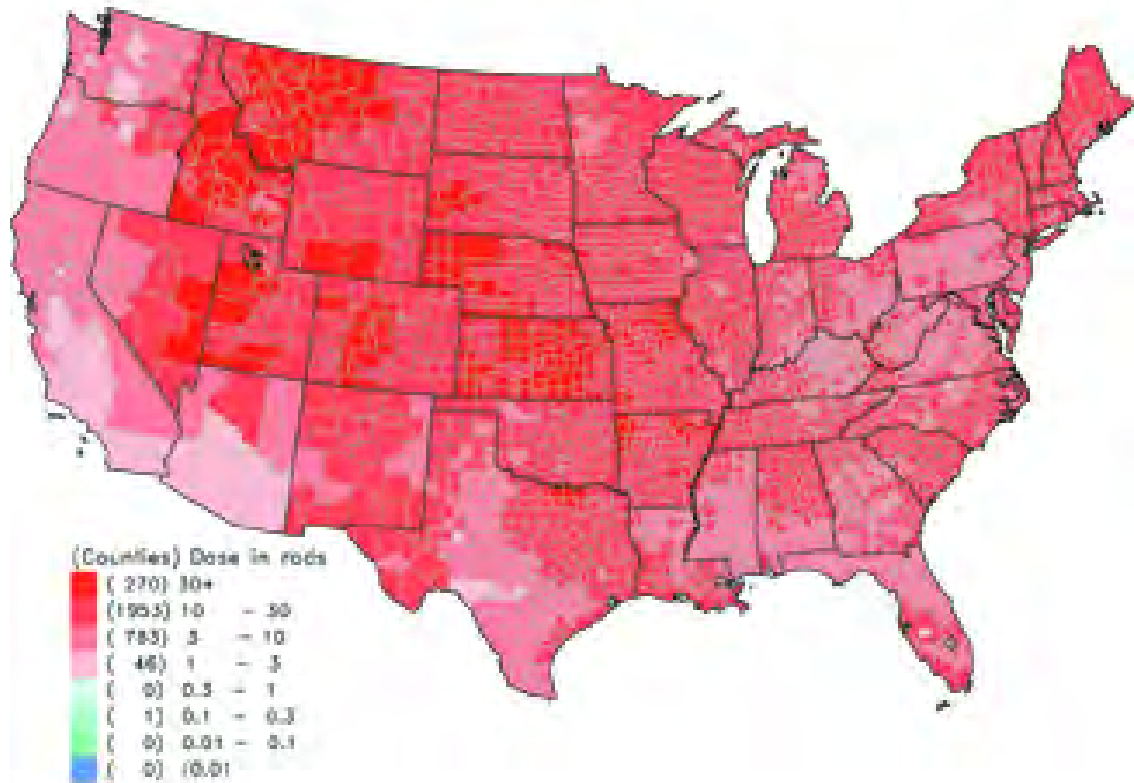 (Counties) Dose in rads
( 270) 30+
(1953) 10 - 30
( 783) 3 - 10
( 46) 1 - 3
( 0) 0.3 - 1
( 1) 0.1 - 0.3
( 0) 0.01 - 0.1
( 0) <0.01